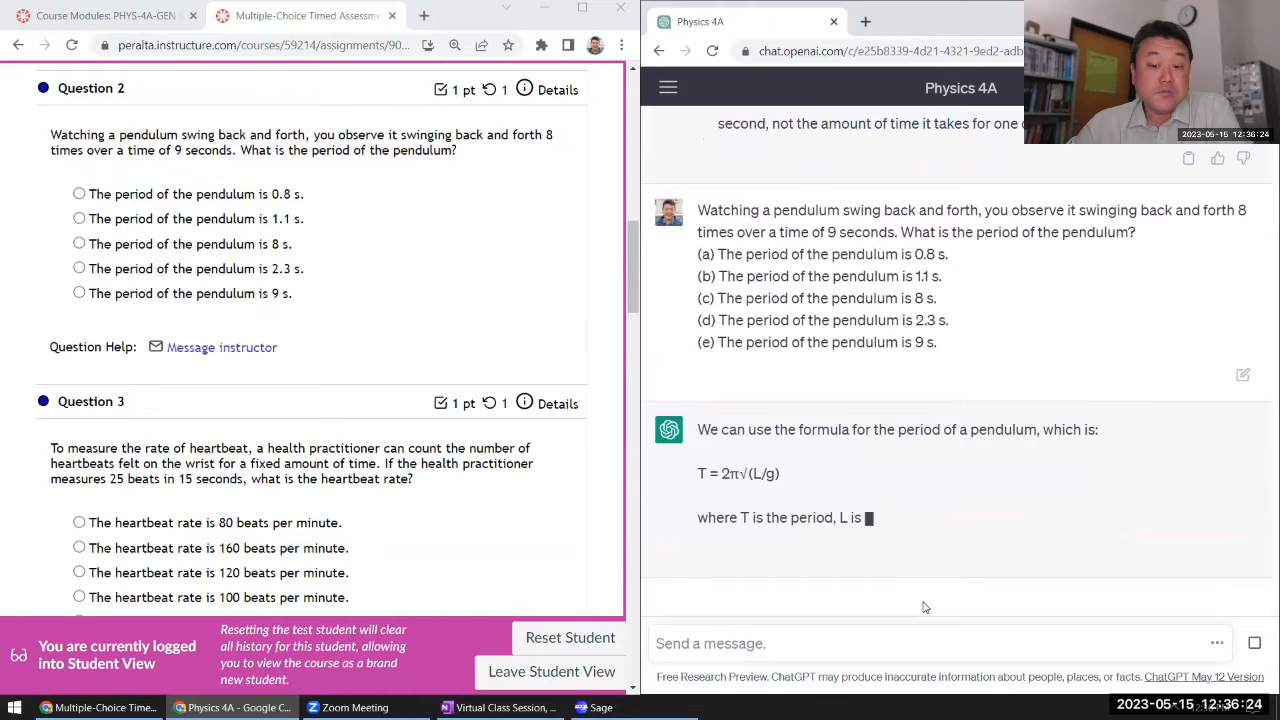 Course Modules: PHYS-4A-GEN
Multiple-Choice Timed Assessm
peralta.instructure.com/courses/59214/assignments/90...
Question 2
1 pt 1 Details
Watching a pendulum swing back and forth, you observe it swinging back and forth 8
times over a time of 9 seconds. What is the period of the pendulum?
The period of the pendulum is 0.8 s.
The period of the pendulum is 1.1 s.
The period of the pendulum is 8 s.
The period of the pendulum is 2.3 s.
The period of the pendulum is 9 s.
Question Help: Message instructor
Question 3
1 pt 1 Details
To measure the rate of heartbeat, a health practitioner can count the number of
heartbeats felt on the wrist for a fixed amount of time. If the health practitioner
measures 25 beats in 15 seconds, what is the heartbeat rate?
The heartbeat rate is 80 beats per minute.
The heartbeat rate is 160 beats per minute.
The heartbeat rate is 120 beats per minute.
The heartbeat rate is 100 beats per minute.
You are currently logged
into Student View
Resetting the test student will clear
all history for this student, allowing
you to view the course as a brand
new student.
Reset Student
Leave Student View
Physics 4A
chat.openai.com/c/e25b8339-4d21-4321-9ed2-adb
Physics 4A
2023-05-15 12:36:24
second, not the amount of time it takes for one
Watching a pendulum swing back and forth, you observe it swinging back and forth 8
times over a time of 9 seconds. What is the period of the pendulum?
(a) The period of the pendulum is 0.8 s.
(b) The period of the pendulum is 1.1 s.
(c) The period of the pendulum is 8 s.
(d) The period of the pendulum is 2.3 s.
(e) The period of the pendulum is 9 s.
We can use the formula for the period of a pendulum, which is:
T = 2π√(L/g)
where T is the period, L is
Send a message.
Free Research Preview. ChatGPT may produce inaccurate information about people, places, or facts. ChatGPT May 12 Version
Multiple-Choice Time...
Physics 4A - Google C...
Zoom Meeting
Virtual Class Session, ...
Sage
2023-05-15 12:36:24